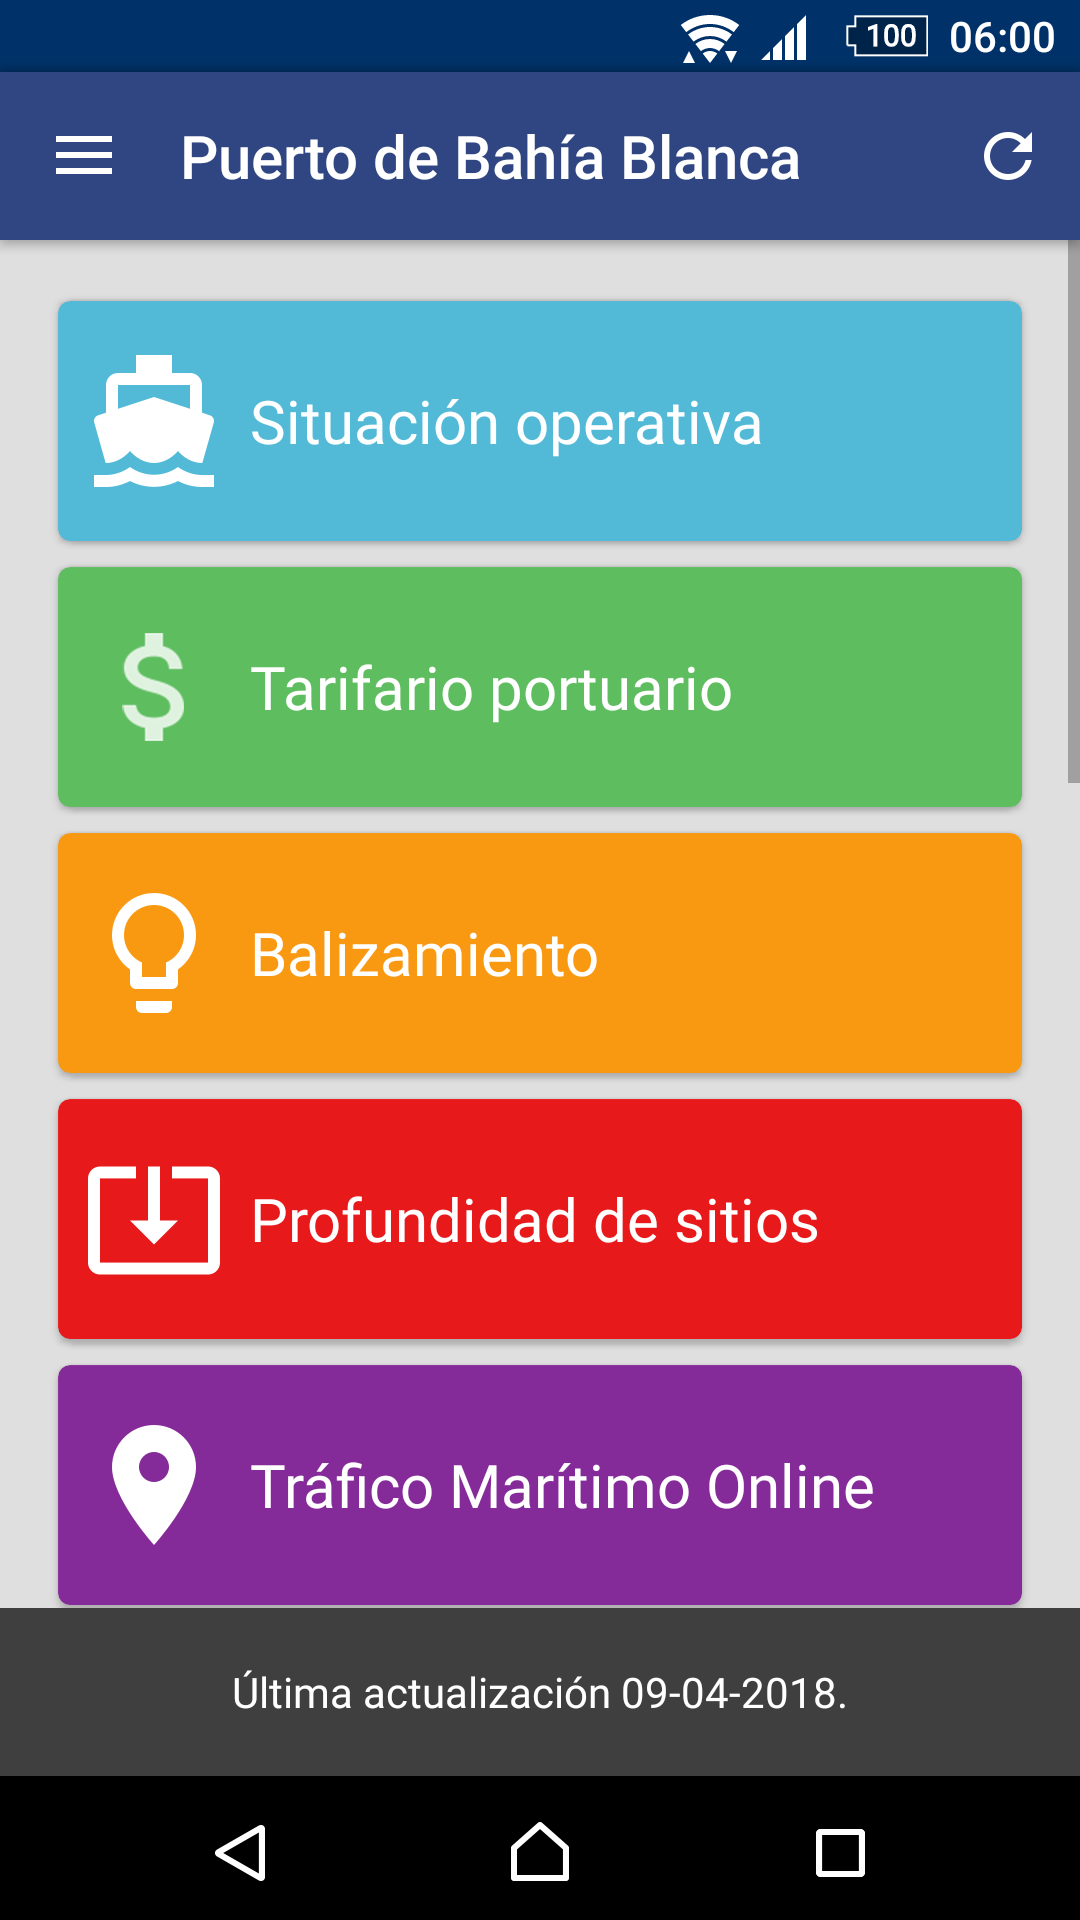 100 06:00
Puerto de Bahía Blanca
Situación operativa
$ Tarifario portuario
Balizamiento
Profundidad de sitios
Tráfico Marítimo Online
Última actualización 09-04-2018.